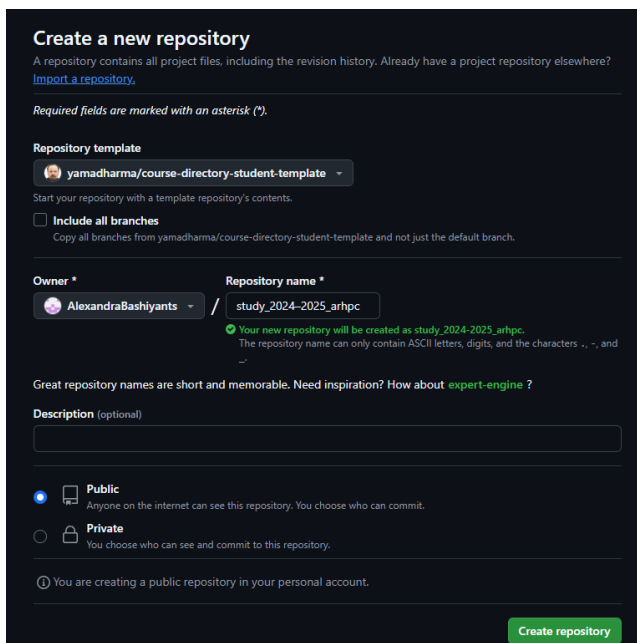 Create a new repository
A repository contains all project files, including the revision history. Already have a project repository elsewhere?
Import a repository.
Required fields are marked with an asterisk (*).
Repository template
yamadharma/course-directory-student-template
Start your repository with a template repository's contents.
Include all branches
Copy all branches from yamadharma/course-directory-student-template and not just the default branch.
Owner *
Repository name *
AlexandraBashiyants
/
study_2024–2025_arhpc
Your new repository will be created as study_2024-2025_arhpc.
The repository name can only contain ASCII letters, digits, and the characters ., -, and
_.
Great repository names are short and memorable. Need inspiration? How about expert-engine ?
Description (optional)
Public
Anyone on the internet can see this repository. You choose who can commit.
Private
You choose who can see and commit to this repository.
You are creating a public repository in your personal account.
Create repository